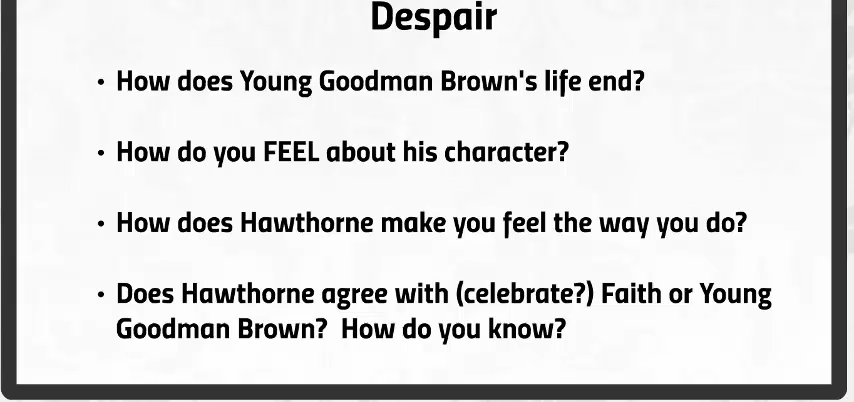 Despair
• How does Young Goodman Brown's life end?
• How do you FEEL about his character?
• How does Hawthorne make you feel the way you do?
• Does Hawthorne agree with (celebrate?) Faith or Young
Goodman Brown?  How do you know?